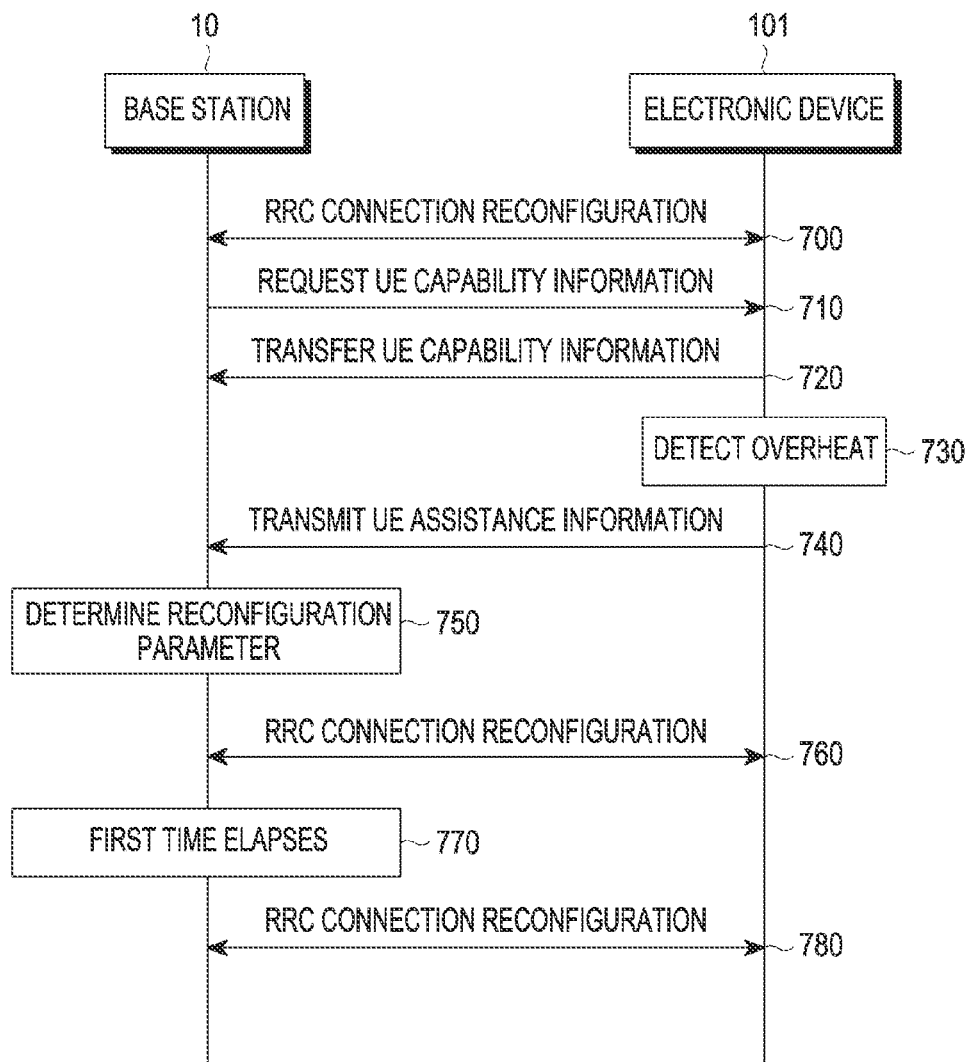 10
101
BASE STATION
ELECTRONIC DEVICE
RRC CONNECTION RECONFIGURATION
700
REQUEST UE CAPABILITY INFORMATION
710
TRANSFER UE CAPABILITY INFORMATION
720
DETECT OVERHEAT
730
TRANSMIT UE ASSISTANCE INFORMATION
740
DETERMINE RECONFIGURATION
PARAMETER
750
RRC CONNECTION RECONFIGURATION
760
FIRST TIME ELAPSES
770
RRC CONNECTION RECONFIGURATION
780